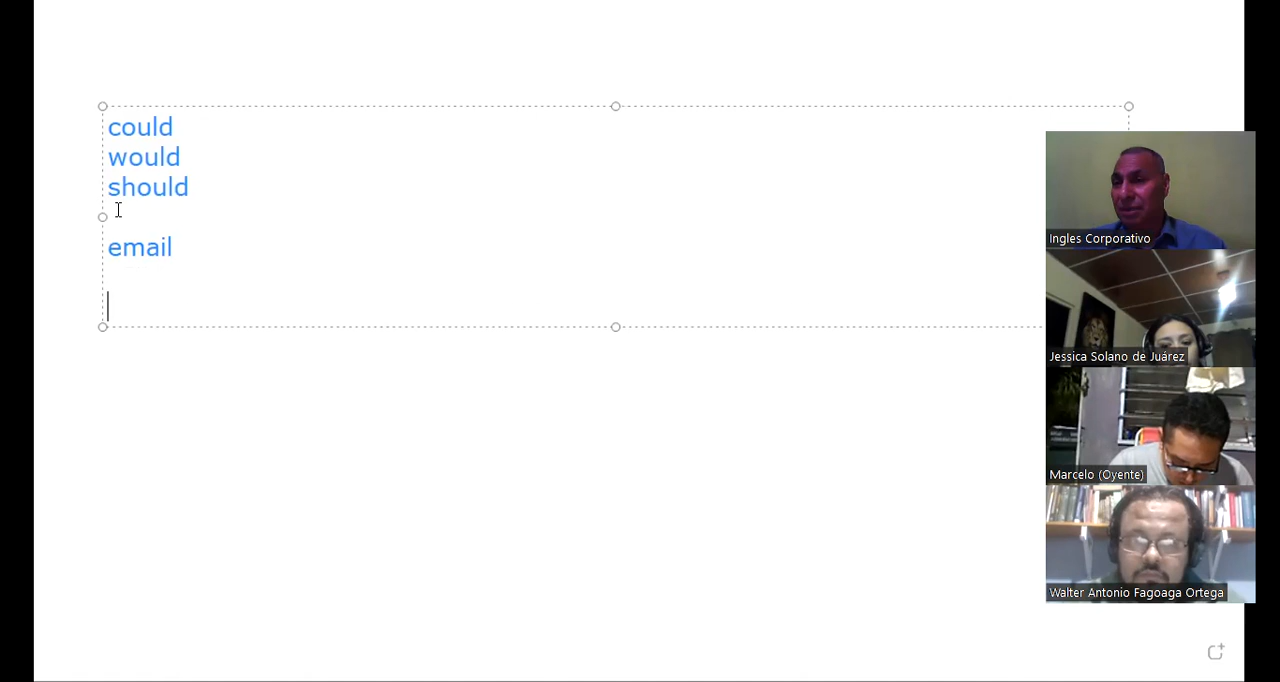 could
would
should
email
Ingles Corporativo
Jessica Solano de Juárez
Marcelo (Oyente)
Walter Antonio Fagoaga Ortega